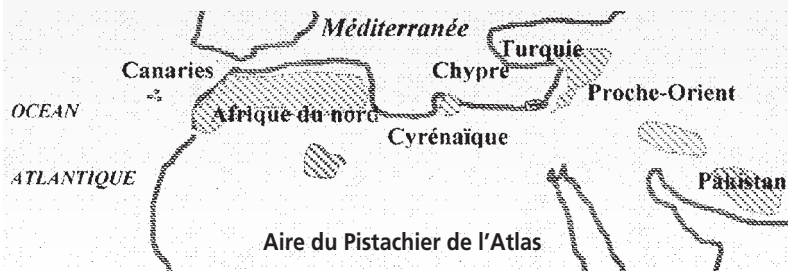 Méditerranée
Turquie
Canaries
Chypre
Proche-Orient
OCEAN
Afrique du nord
Cyrénaïque
ATLANTIQUE
Pakistan
Aire du Pistachier de l'Atlas